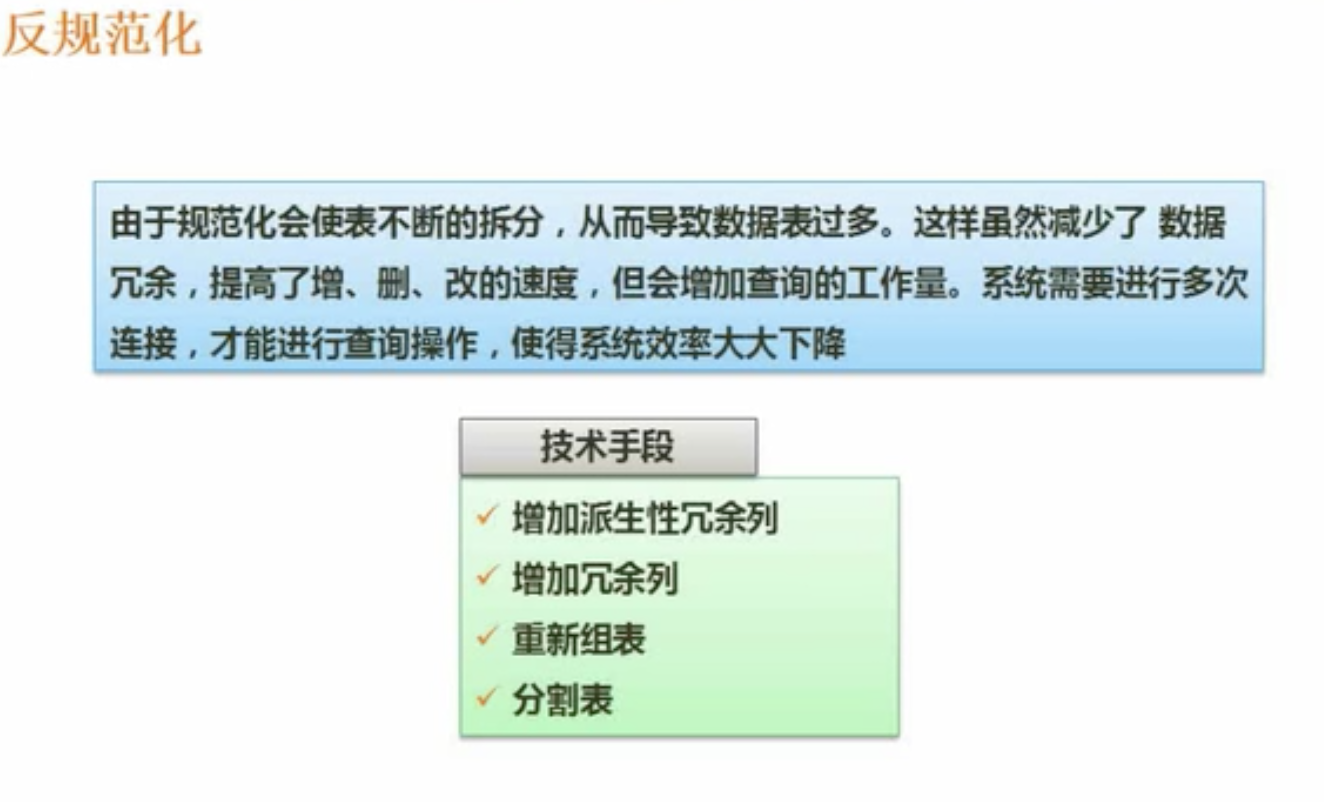 反规范化
由于规范化会使表不断的拆分，从而导致数据表过多。这样虽然减少了 数据
冗余，提高了增、删、改的速度，但会增加查询的工作量。系统需要进行多次
连接，才能进行查询操作，使得系统效率大大下降
技术手段
✓ 增加派生性冗余列
✓ 增加冗余列
✓ 重新组表
✓ 分割表